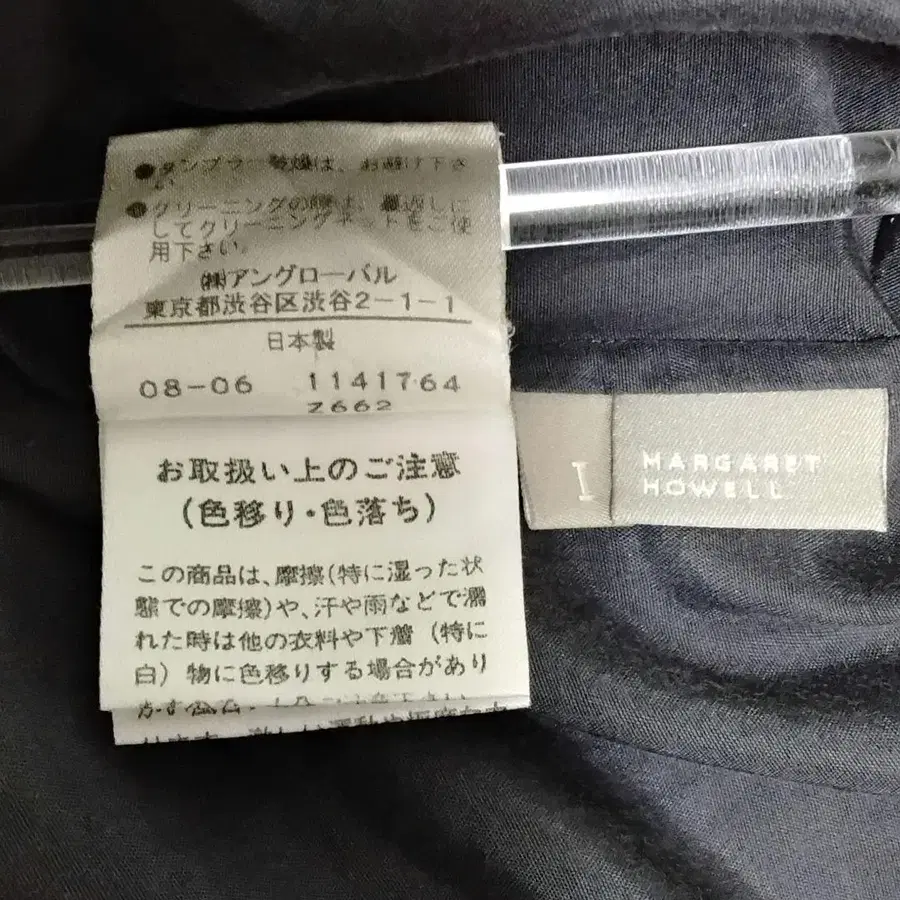 ●タンブラー乾燥は、お避け下さ
い
●クリーニングの際は、裏返しに
してクリーニングネットをご使
用下さい。
㈱アングローバル
東京都渋谷区渋谷2-1-1
日本製
08-06 1141764
Z662
お取扱い上のご注意
(色移り・色落ち)
この商品は、摩擦(特に湿った状
態での摩擦)や、汗や雨などで濡
れた時は他の衣料や下着(特に
白)物に色移りする場合があり
I
MARGARET
HOWELL